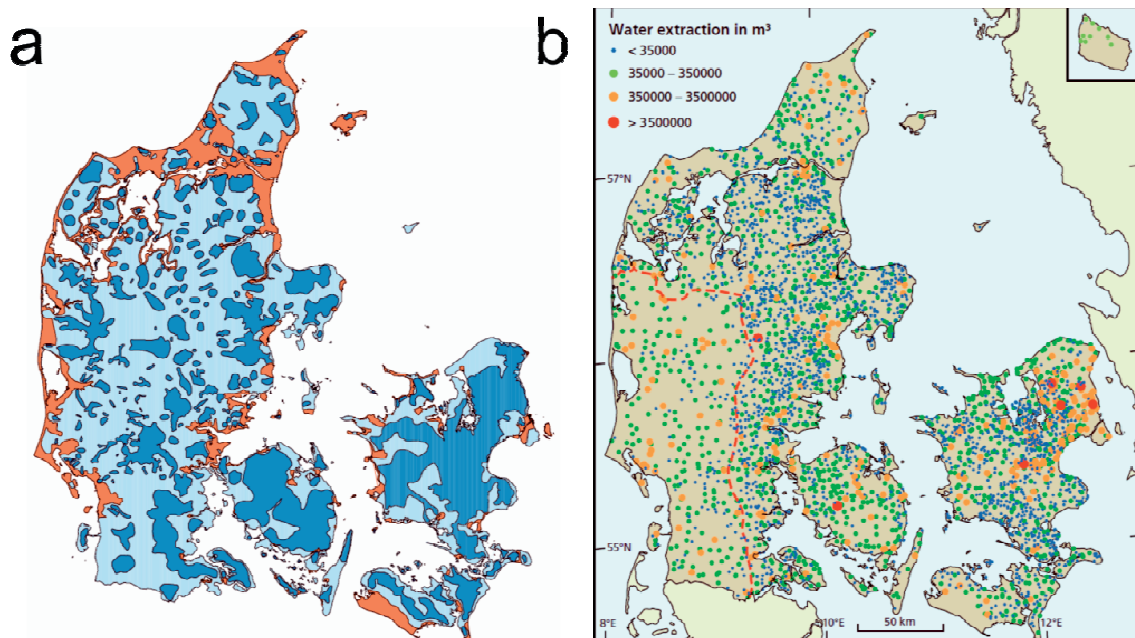 a
b
Water extraction in m³
< 35000
35000 – 350000
350000 – 3500000
> 3500000
57°N
55°N
8°E
10°E
50 km
12°E